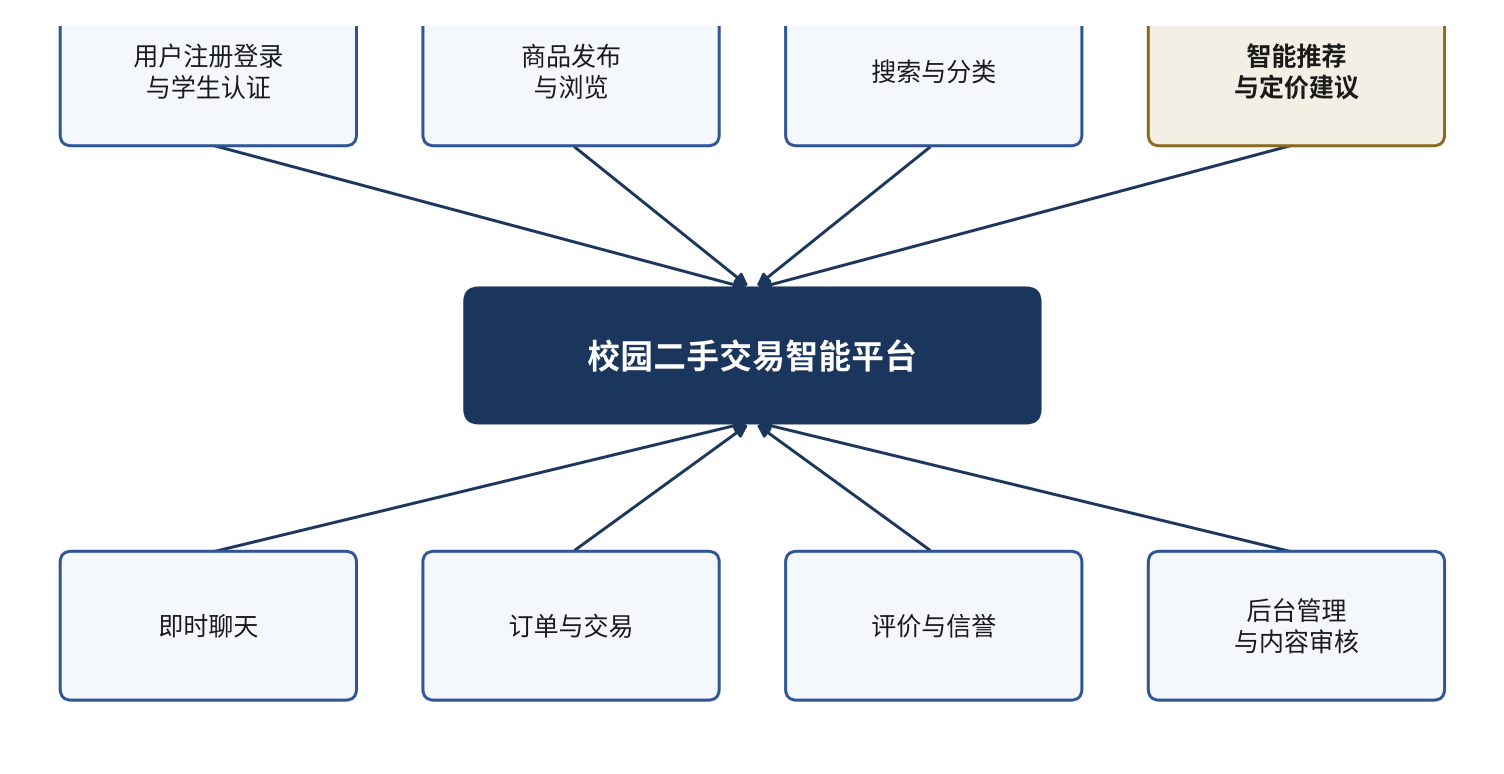 用户注册登录
与学生认证
商品发布
与浏览
搜索与分类
智能推荐
与定价建议
校园二手交易智能平台
即时聊天
订单与交易
评价与信誉
后台管理
与内容审核